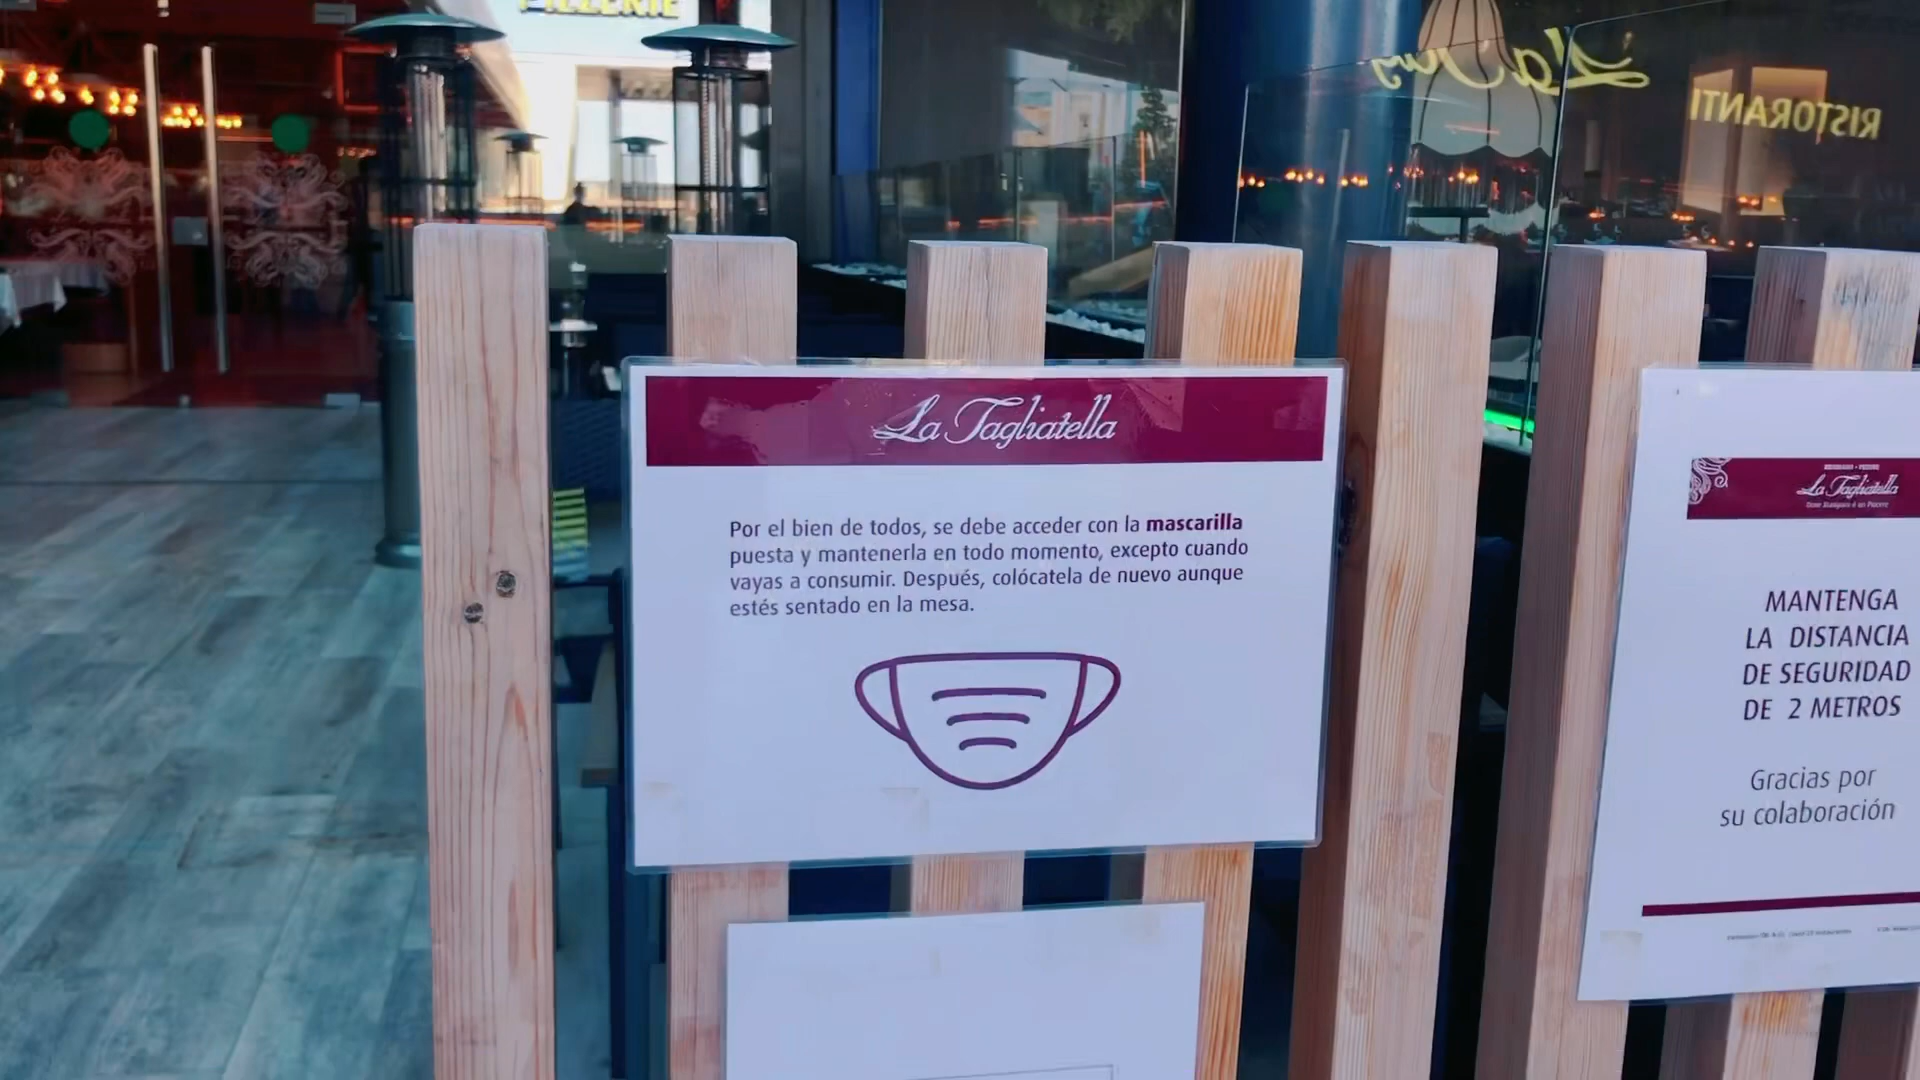 PIZZERIE
RISTORANTI
La Tagliatella
Por el bien de todos, se debe acceder con la mascarilla
puesta y mantenerla en todo momento, excepto cuando
vayas a consumir. Después, colócatela de nuevo aunque
estés sentado en la mesa.
La Tagliatella
MANTENGA
LA DISTANCIA
DE SEGURIDAD
DE 2 METROS
Gracias por
su colaboración